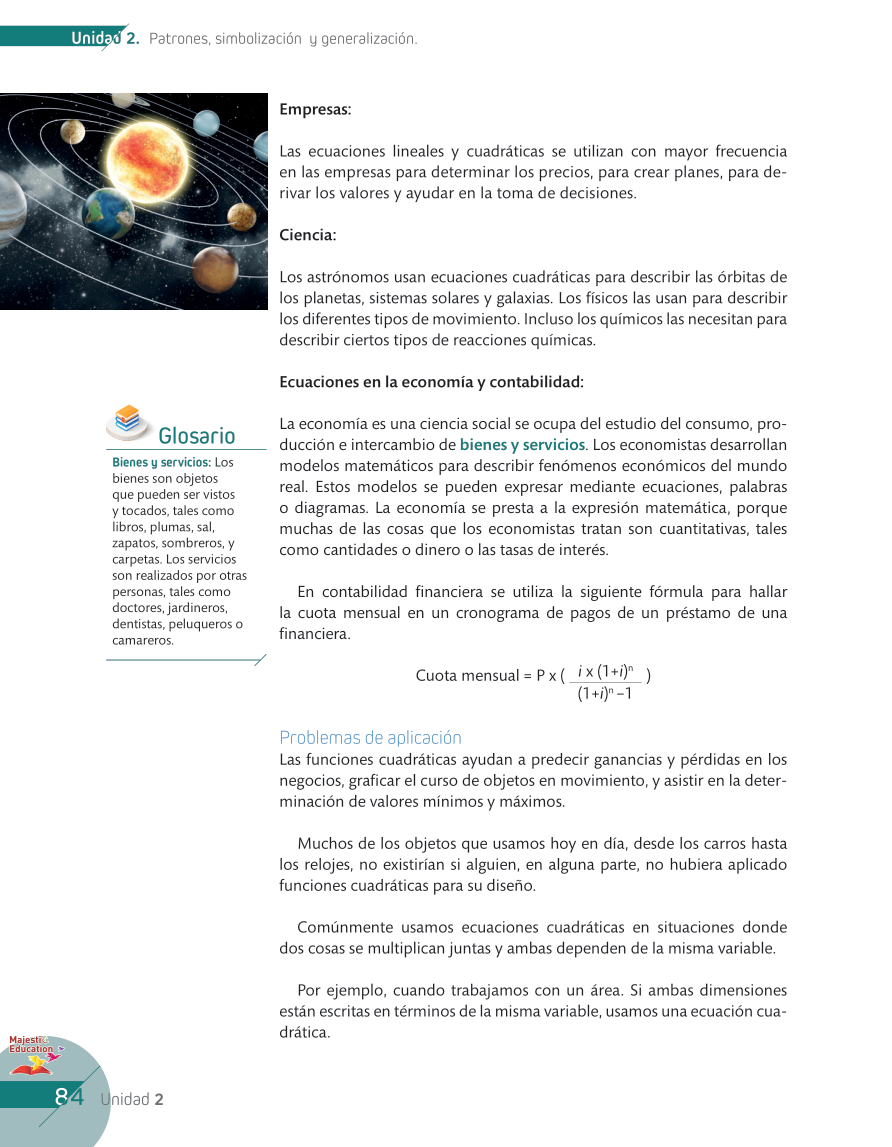 Unidad 2. Patrones, simbolización y generalización.
Empresas:
Las ecuaciones lineales y cuadráticas se utilizan con mayor frecuencia
en las empresas para determinar los precios, para crear planes, para de-
rivar los valores y ayudar en la toma de decisiones.
Ciencia:
Los astrónomos usan ecuaciones cuadráticas para describir las órbitas de
los planetas, sistemas solares y galaxias. Los físicos las usan para describir
los diferentes tipos de movimiento. Incluso los químicos las necesitan para
describir ciertos tipos de reacciones químicas.
Ecuaciones en la economía y contabilidad:
La economía es una ciencia social se ocupa del estudio del consumo, pro-
ducción e intercambio de bienes y servicios. Los economistas desarrollan
modelos matemáticos para describir fenómenos económicos del mundo
real. Estos modelos se pueden expresar mediante ecuaciones, palabras
o diagramas. La economía se presta a la expresión matemática, porque
muchas de las cosas que los economistas tratan son cuantitativas, tales
como cantidades o dinero o las tasas de interés.
En contabilidad financiera se utiliza la siguiente fórmula para hallar
la cuota mensual en un cronograma de pagos de un préstamo de una
financiera.
Cuota mensual = P x ( i x (1+i)ⁿ )
(1+i)ⁿ –1
Glosario
Bienes y servicios: Los
bienes son objetos
que pueden ser vistos
y tocados, tales como
libros, plumas, sal,
zapatos, sombreros, y
carpetas. Los servicios
son realizados por otras
personas, tales como
doctores, jardineros,
dentistas, peluqueros o
camareros.
Problemas de aplicación
Las funciones cuadráticas ayudan a predecir ganancias y pérdidas en los
negocios, graficar el curso de objetos en movimiento, y asistir en la deter-
minación de valores mínimos y máximos.
Muchos de los objetos que usamos hoy en día, desde los carros hasta
los relojes, no existirían si alguien, en alguna parte, no hubiera aplicado
funciones cuadráticas para su diseño.
Comúnmente usamos ecuaciones cuadráticas en situaciones donde
dos cosas se multiplican juntas y ambas dependen de la misma variable.
Por ejemplo, cuando trabajamos con un área. Si ambas dimensiones
están escritas en términos de la misma variable, usamos una ecuación cua-
drática.
Majestic
Education
84 Unidad 2